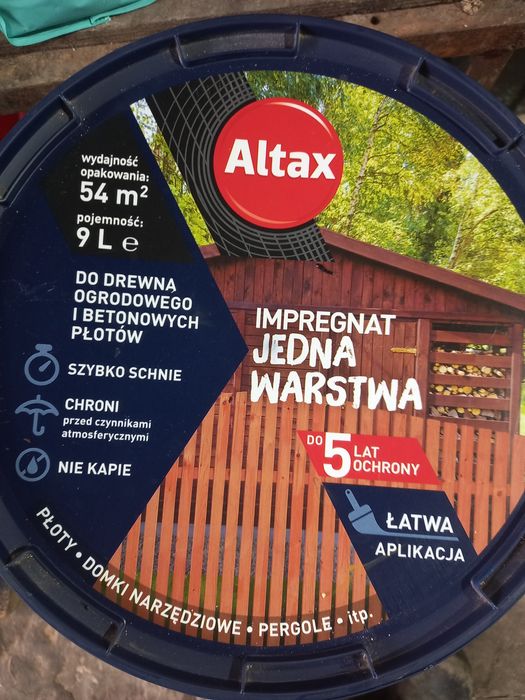 Altax
wydajność
opakowania:
54 m²
pojemność:
9 L ℮
DO DREWNA
OGRODOWEGO
I BETONOWYCH
PŁOTÓW
SZYBKO SCHNIE
CHRONI
przed czynnikami
atmosferycznymi
NIE KAPIE
IMPREGNAT
JEDNA
WARSTWA
DO 5 LAT
OCHRONY
ŁATWA
APLIKACJA
PŁOTY • DOMKI NARZĘDZIOWE • PERGOLE • itp.